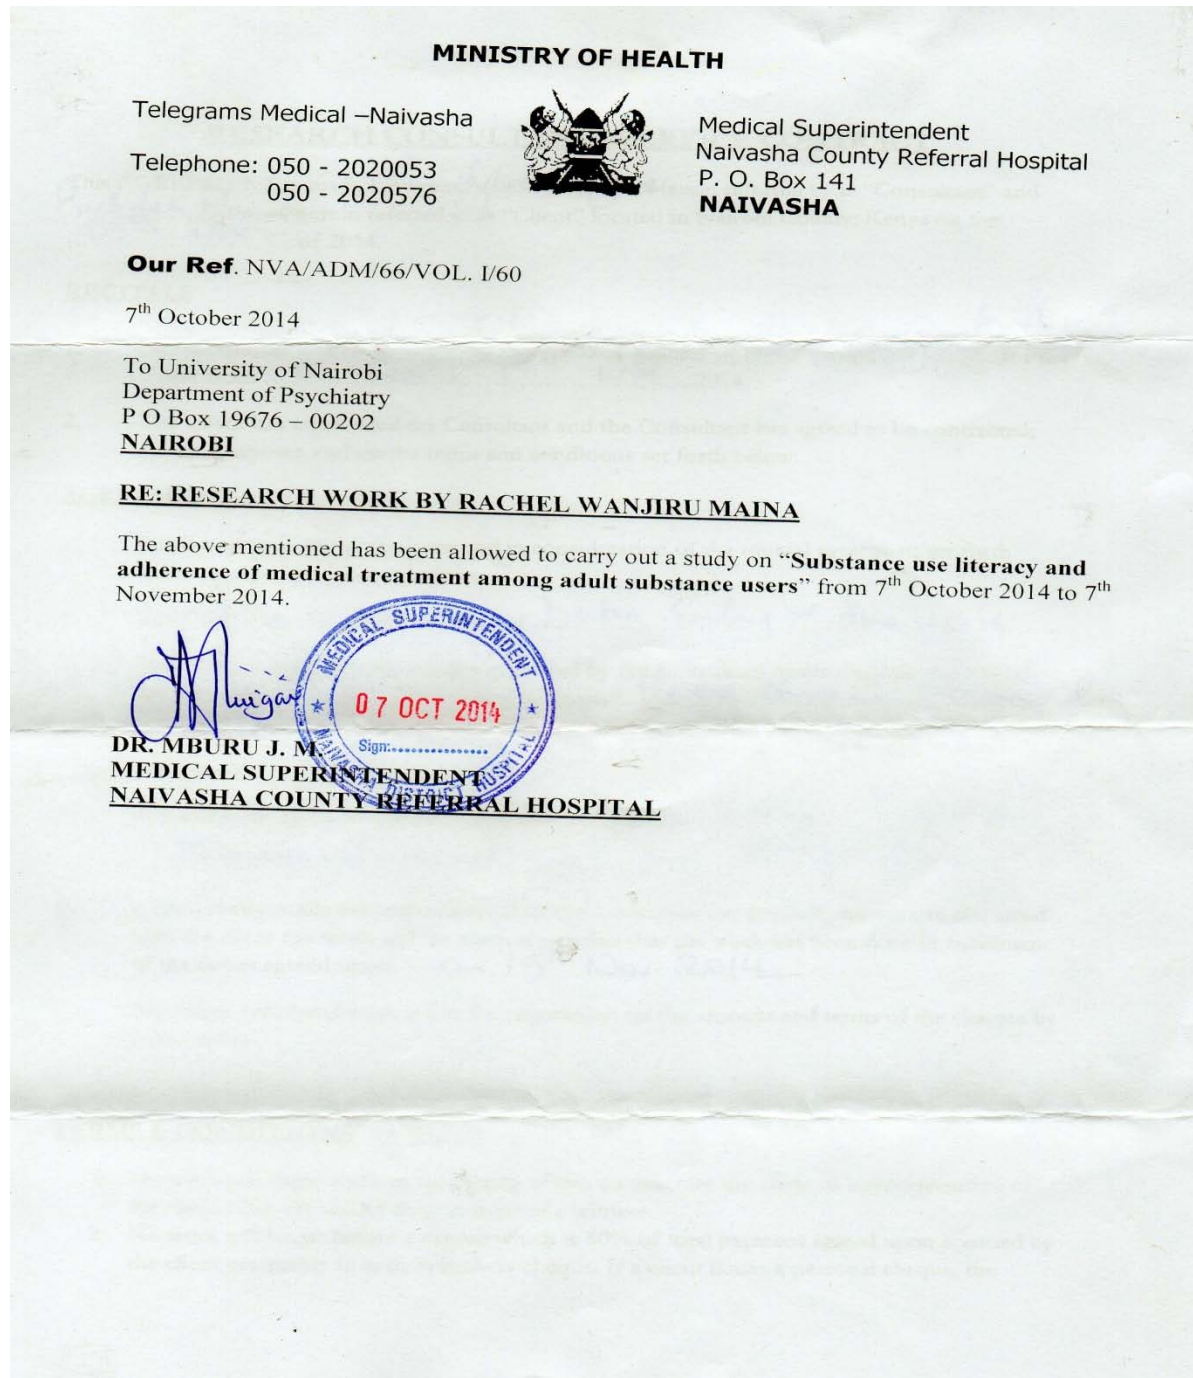 MINISTRY OF HEALTH
Telegrams Medical –Naivasha
Telephone: 050 - 2020053
050 - 2020576
Medical Superintendent
Naivasha County Referral Hospital
P. O. Box 141
NAIVASHA
Our Ref. NVA/ADM/66/VOL. I/60
7th October 2014
To University of Nairobi
Department of Psychiatry
P O Box 19676 – 00202
NAIROBI
RE: RESEARCH WORK BY RACHEL WANJIRU MAINA
The above mentioned has been allowed to carry out a study on “Substance use literacy and
adherence of medical treatment among adult substance users” from 7th October 2014 to 7th
November 2014.
MEDICAL SUPERINTENDENT
07 OCT 2014
Sign:................
NAIVASHA DISTRICT HOSPITAL
DR. MBURU J. M.
MEDICAL SUPERINTENDENT
NAIVASHA COUNTY REFERRAL HOSPITAL